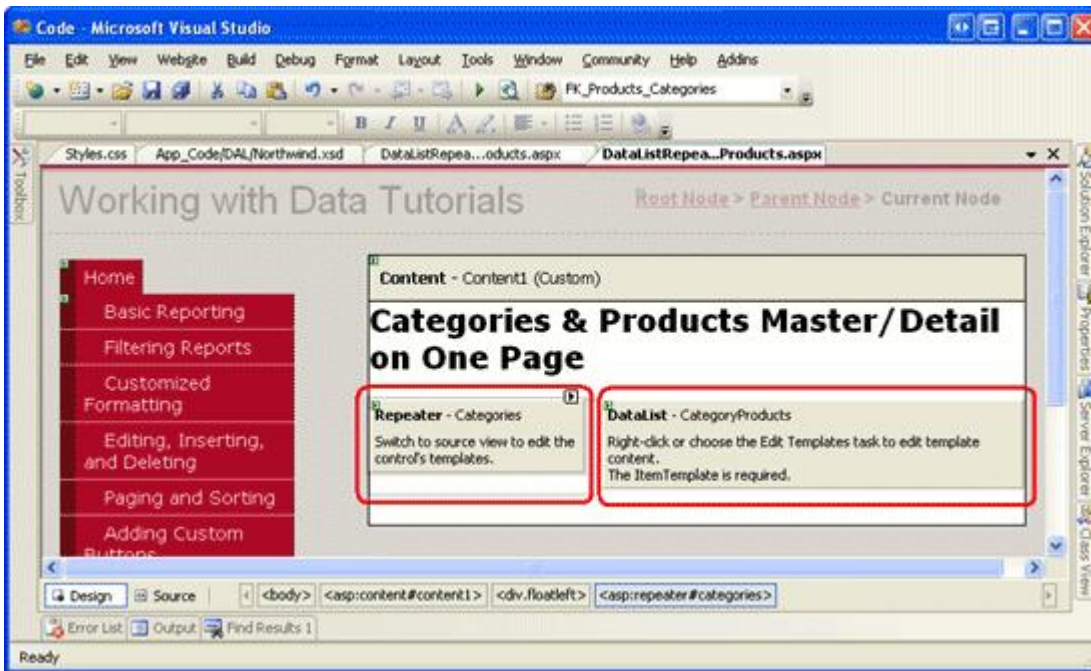 Code - Microsoft Visual Studio
File Edit View Website Build Debug Format Layout Tools Window Community Help Addins
FK_Products_Categories
B I U A
Styles.css App_Code/DAL/Northwind.xsd DataListRepea...oducts.aspx DataListRepea...Products.aspx
Toolbox
Working with Data Tutorials
Root Node > Parent Node > Current Node
Home
Basic Reporting
Filtering Reports
Customized
Formatting
Editing, Inserting,
and Deleting
Paging and Sorting
Adding Custom
Buttons
Content - Content1 (Custom)
Categories & Products Master/Detail
on One Page
Repeater - Categories
Switch to source view to edit the
control's templates.
DataList - CategoryProducts
Right-click or choose the Edit Templates task to edit template
content.
The ItemTemplate is required.
Solution Explorer
Properties
Server Explorer
Class View
Design Source <body> <asp:content#content1> <div.floatleft> <asp:repeater#categories>
Error List Output Find Results 1
Ready